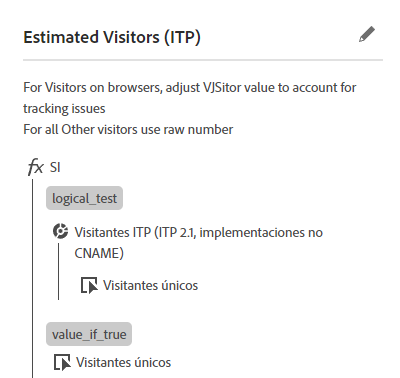 Estimated Visitors (ITP)
For Visitors on browsers, adjust VJSitor value to account for
tracking issues
For all Other visitors use raw number
fx SI
logical_test
Visitantes ITP (ITP 2.1, implementaciones no
CNAME)
Visitantes únicos
value_if_true
Visitantes únicos